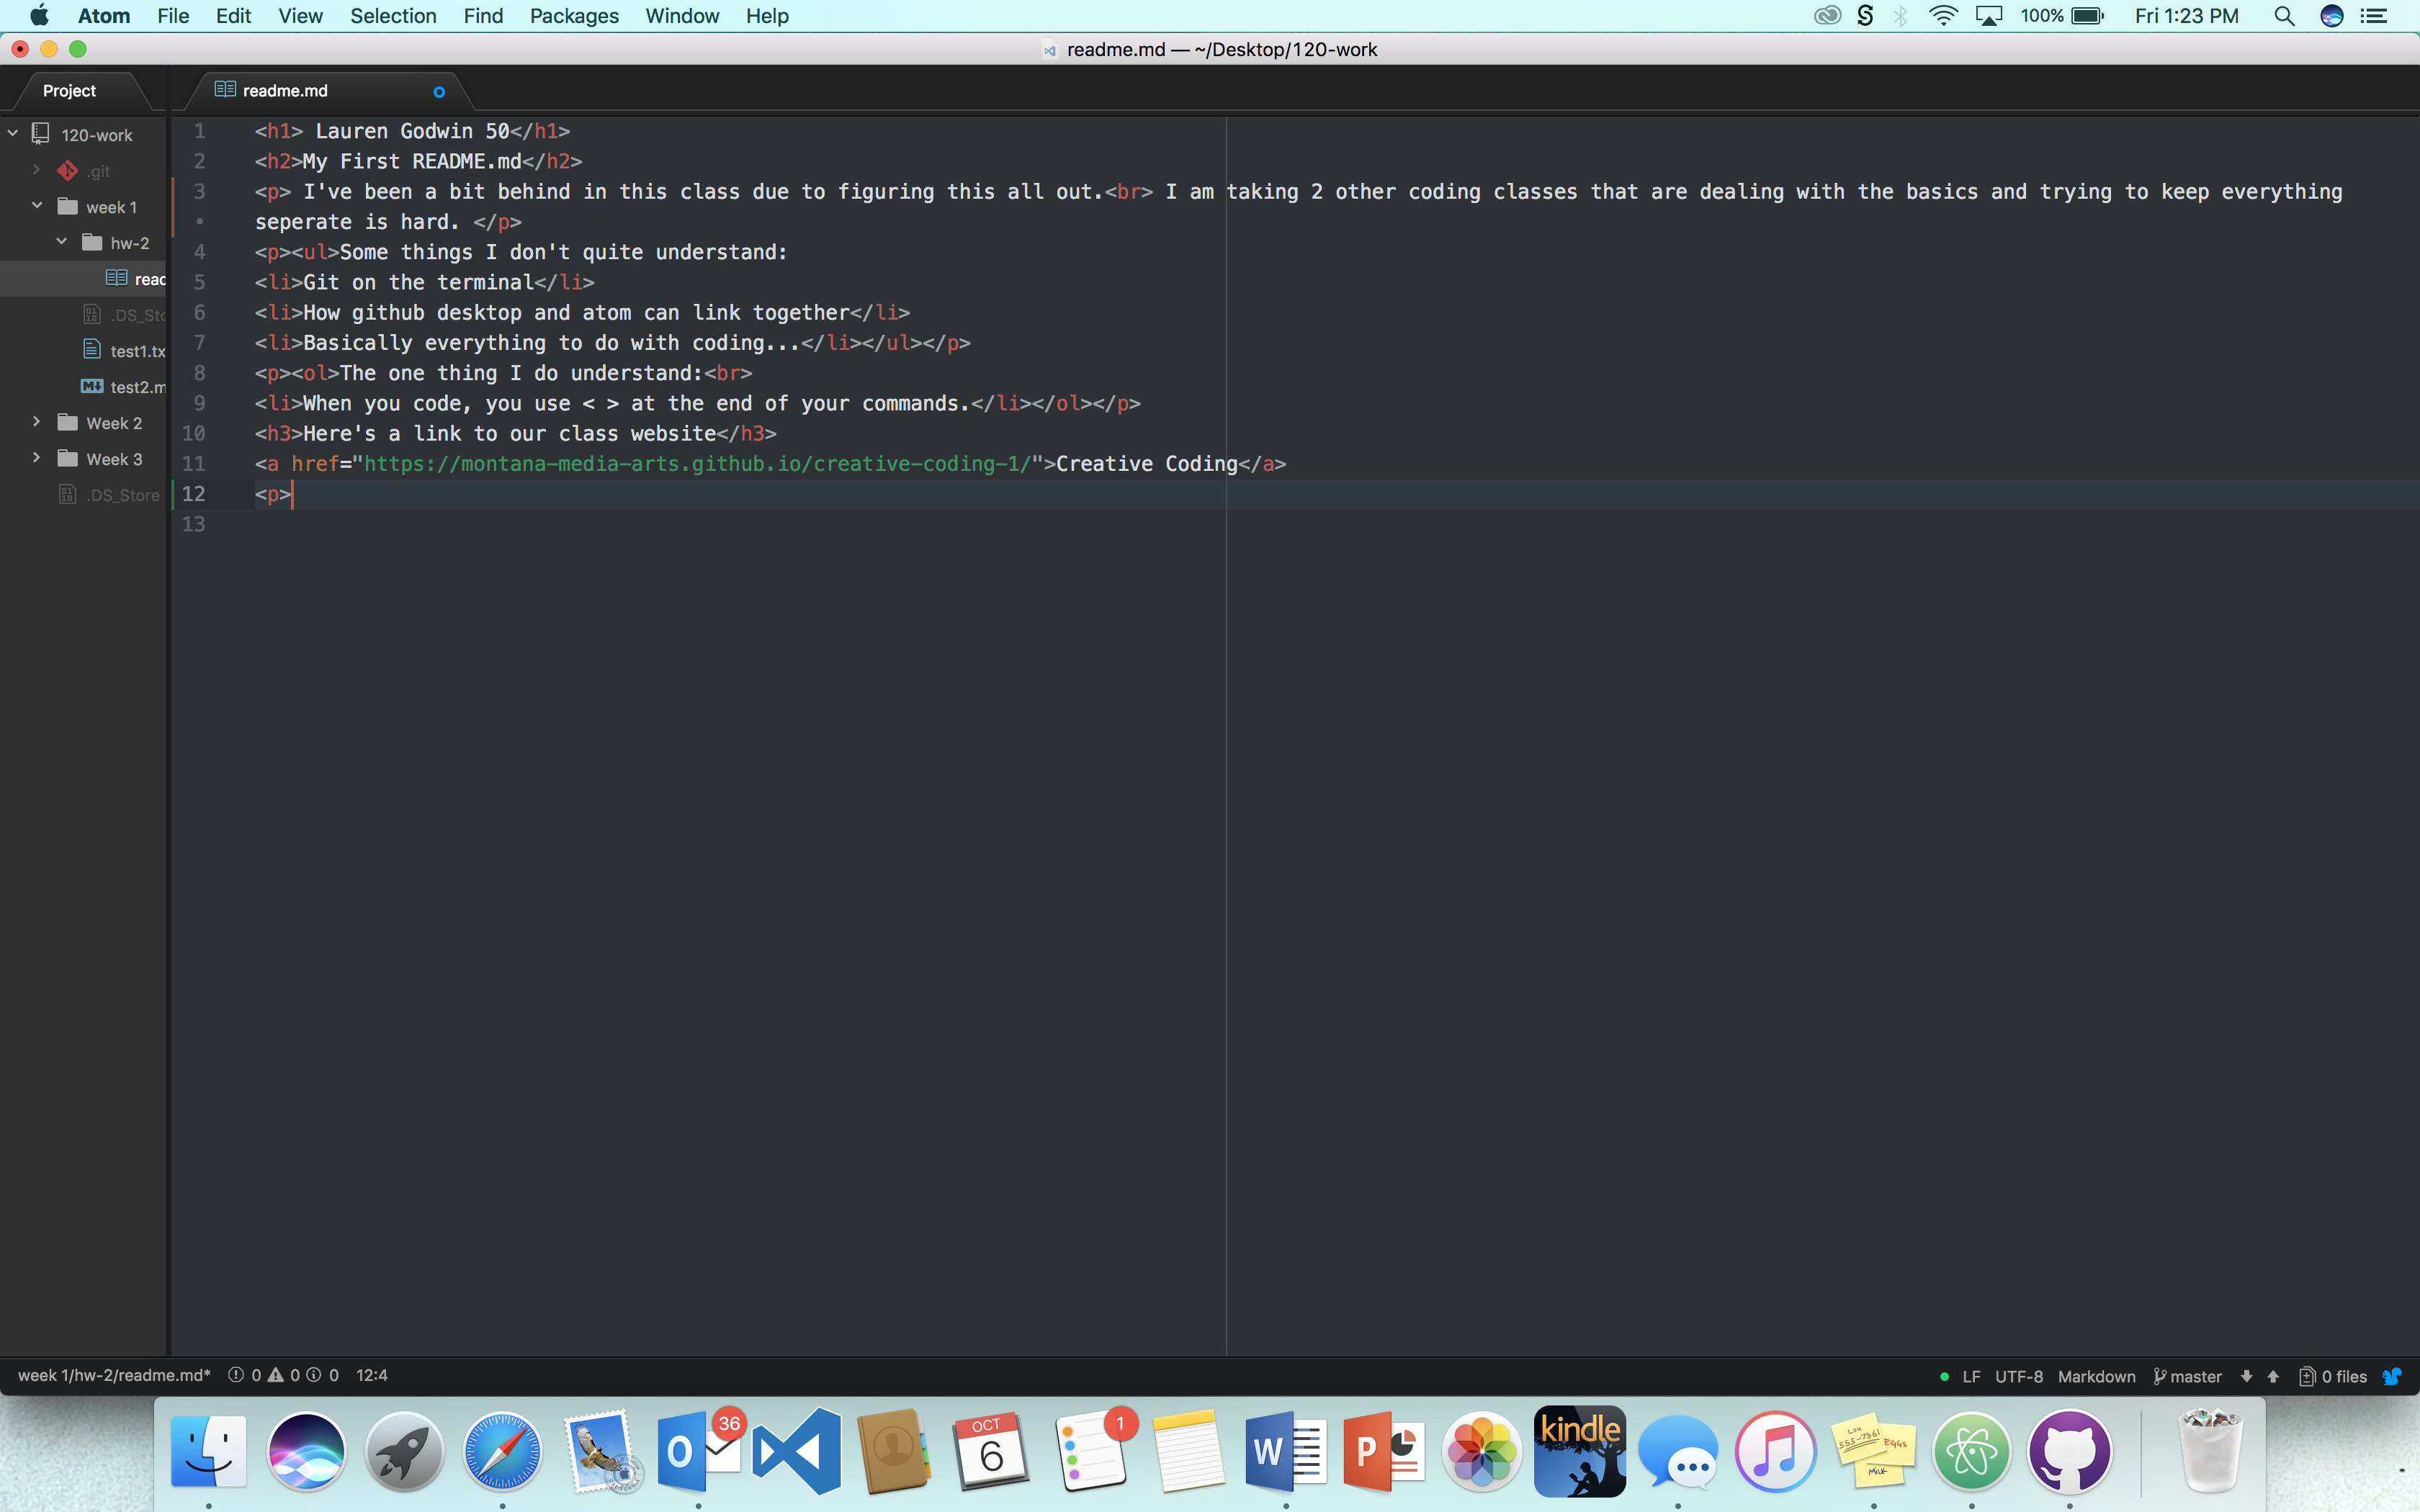 Atom File Edit View Selection Find Packages Window Help 100% Fri 1:23 PM
readme.md — ~/Desktop/120-work
Project readme.md
120-work
.git
week 1
hw-2
read
.DS_Sto
test1.tx
test2.m
Week 2
Week 3
.DS_Store
1 <h1> Lauren Godwin 50</h1>
2 <h2>My First README.md</h2>
3 <p> I've been a bit behind in this class due to figuring this all out.<br> I am taking 2 other coding classes that are dealing with the basics and trying to keep everything
• seperate is hard. </p>
4 <p><ul>Some things I don't quite understand:
5 <li>Git on the terminal</li>
6 <li>How github desktop and atom can link together</li>
7 <li>Basically everything to do with coding...</li></ul></p>
8 <p><ol>The one thing I do understand:<br>
9 <li>When you code, you use < > at the end of your commands.</li></ol></p>
10 <h3>Here's a link to our class website</h3>
11 <a href="https://montana-media-arts.github.io/creative-coding-1/">Creative Coding</a>
12 <p>
13
week 1/hw-2/readme.md* 0 0 0 12:4 LF UTF-8 Markdown master 0 files
36
OCT
6
1
W
P
kindle
Lou
555-7361
EGGS
MILK